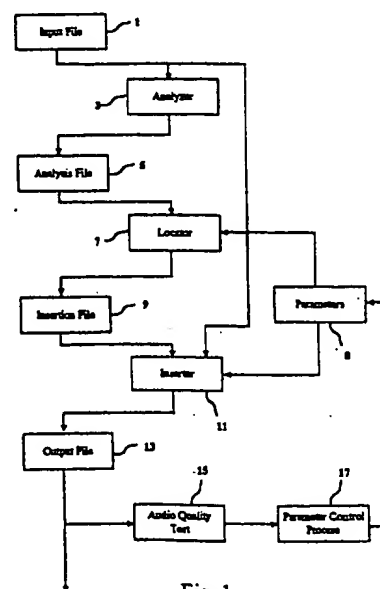 Input File
1
Analyzer
3
Analysis File
6
Locator
7
Insertion File
9
Parameters
8
Inserter
11
Output File
13
15
Audio Quality
Test
17
Parameter Control
Process